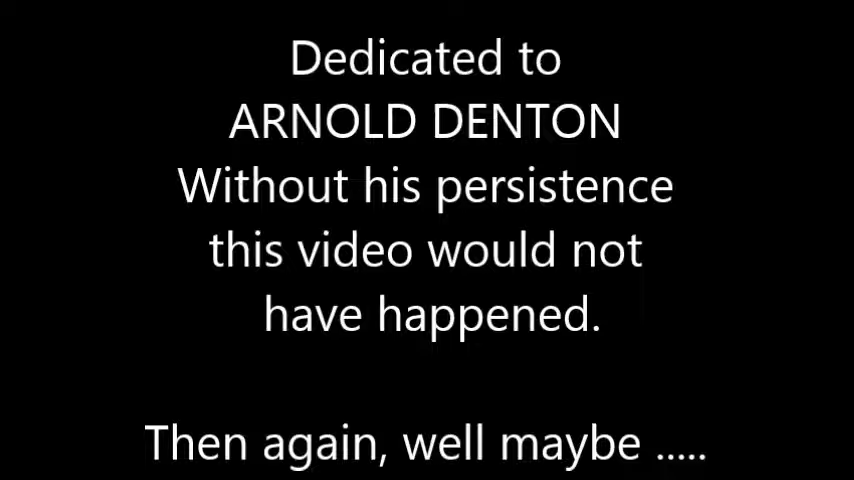 Dedicated to
ARNOLD DENTON
Without his persistence
this video would not
have happened.
Then again, well maybe .....